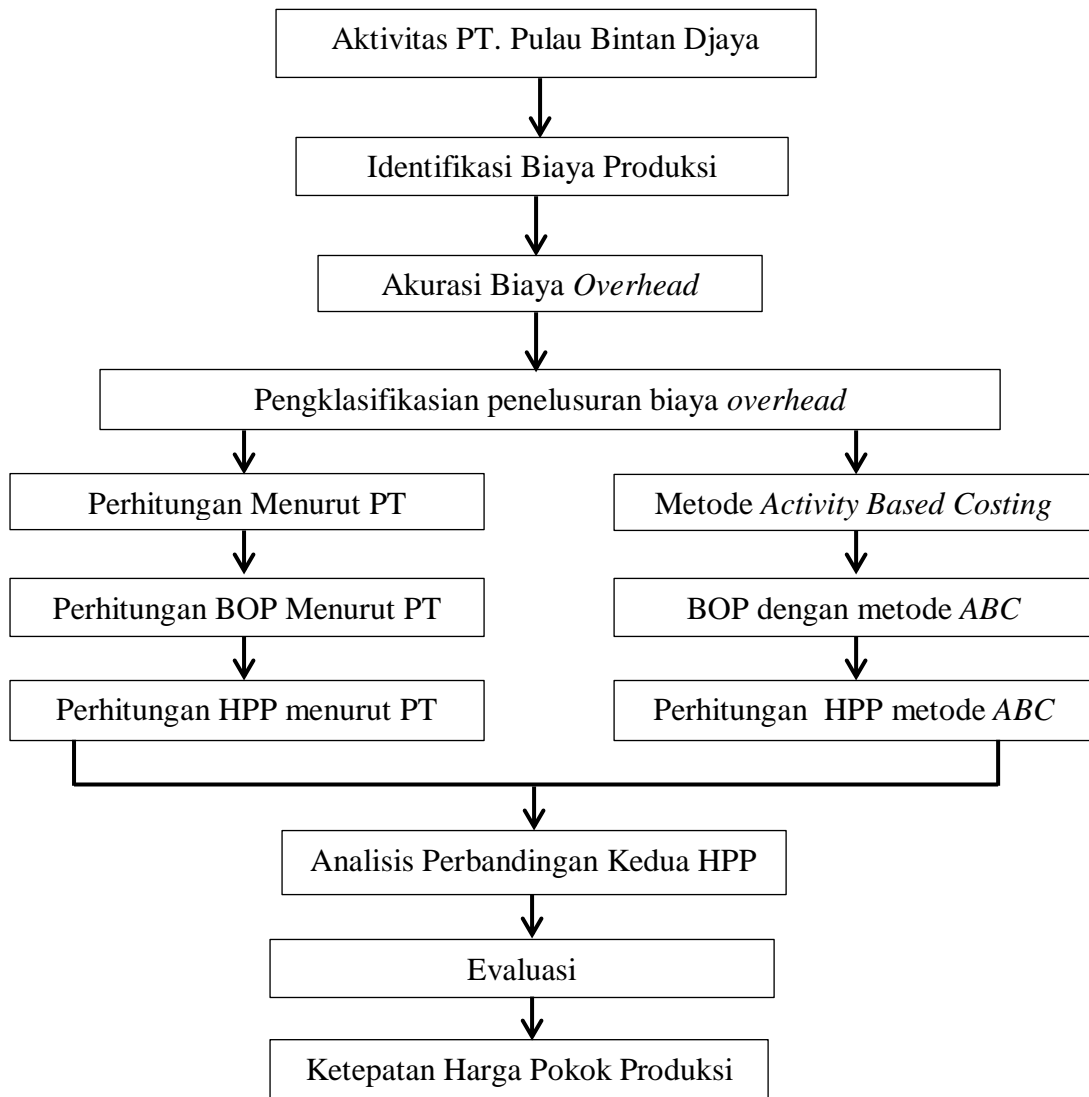 Aktivitas PT. Pulau Bintan Djaya
Identifikasi Biaya Produksi
Akurasi Biaya Overhead
Pengklasifikasian penelusuran biaya overhead
Perhitungan Menurut PT
Metode Activity Based Costing
Perhitungan BOP Menurut PT
BOP dengan metode ABC
Perhitungan HPP menurut PT
Perhitungan HPP metode ABC
Analisis Perbandingan Kedua HPP
Evaluasi
Ketepatan Harga Pokok Produksi